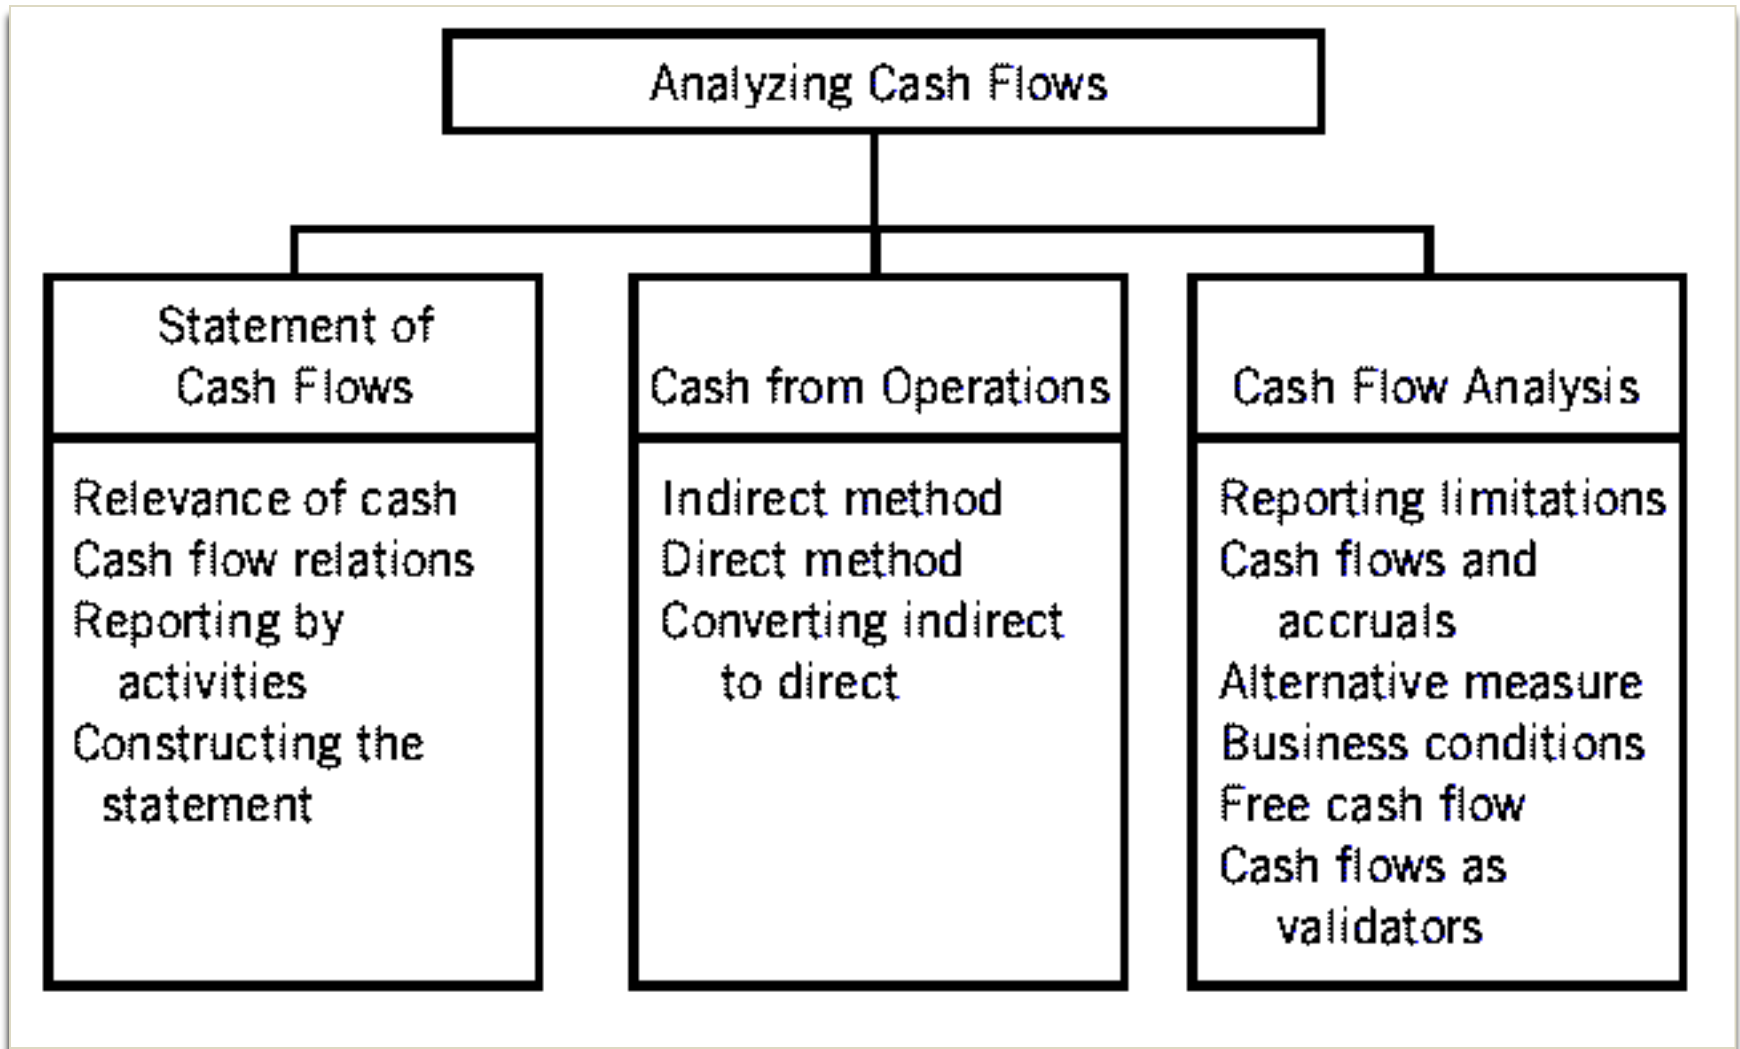 Analyzing Cash Flows
Statement of
Cash Flows
Relevance of cash
Cash flow relations
Reporting by
activities
Constructing the
statement
Cash from Operations
Indirect method
Direct method
Converting indirect
to direct
Cash Flow Analysis
Reporting limitations
Cash flows and
accruals
Alternative measure
Business conditions
Free cash flow
Cash flows as
validators